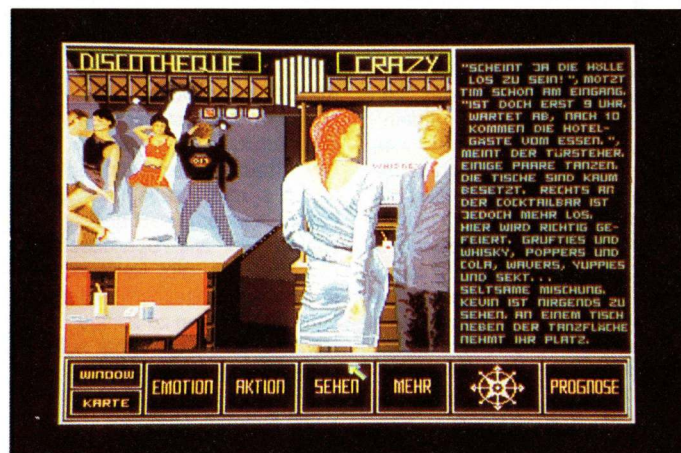 DISCOTHEQUE
CRAZY
"SCHEINT JA DIE HÖLLE
LOS ZU SEIN!", MOTZT
TIM SCHON AM EINGANG.
"IST DOCH ERST 9 UHR.
WARTET AB, NACH 10
KOMMEN DIE HOTEL-
GÄSTE VOM ESSEN.",
MEINT DER TÜRSTEHER.
EINIGE PAARE TANZEN.
DIE TISCHE SIND KAUM
BESETZT. RECHTS AN
DER COCKTAILBAR IST
JEDOCH MEHR LOS.
HIER WIRD RICHTIG GE-
FEIERT. GRUFTIES UND
WHISKY, POPPERS UND
COLA, WAVERS, YUPPIES
UND SEKT...
SELTSAME MISCHUNG.
KEVIN IST NIRGENDS ZU
SEHEN. AN EINEM TISCH
NEBEN DER TANZFLÄCHE
NEHMT IHR PLATZ.
WINDOW
KARTE
EMOTION
AKTION
SEHEN
MEHR
PROGNOSE